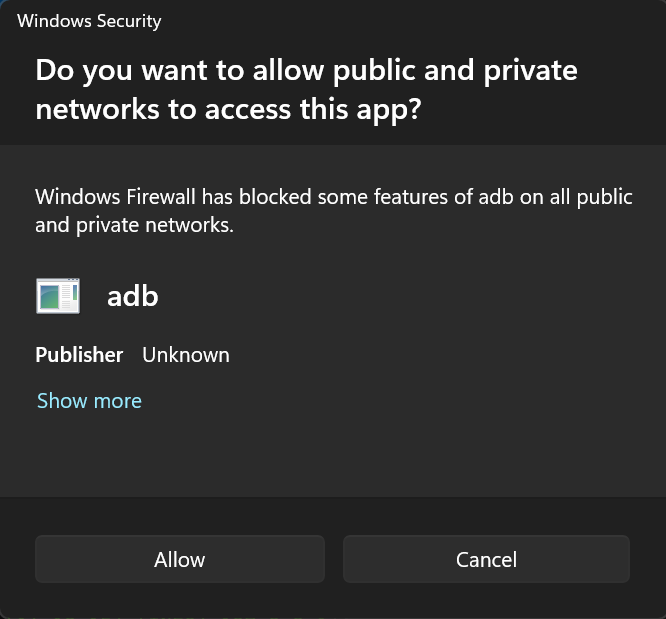 Windows Security
Do you want to allow public and private
networks to access this app?
Windows Firewall has blocked some features of adb on all public
and private networks.
adb
Publisher Unknown
Show more
Allow Cancel